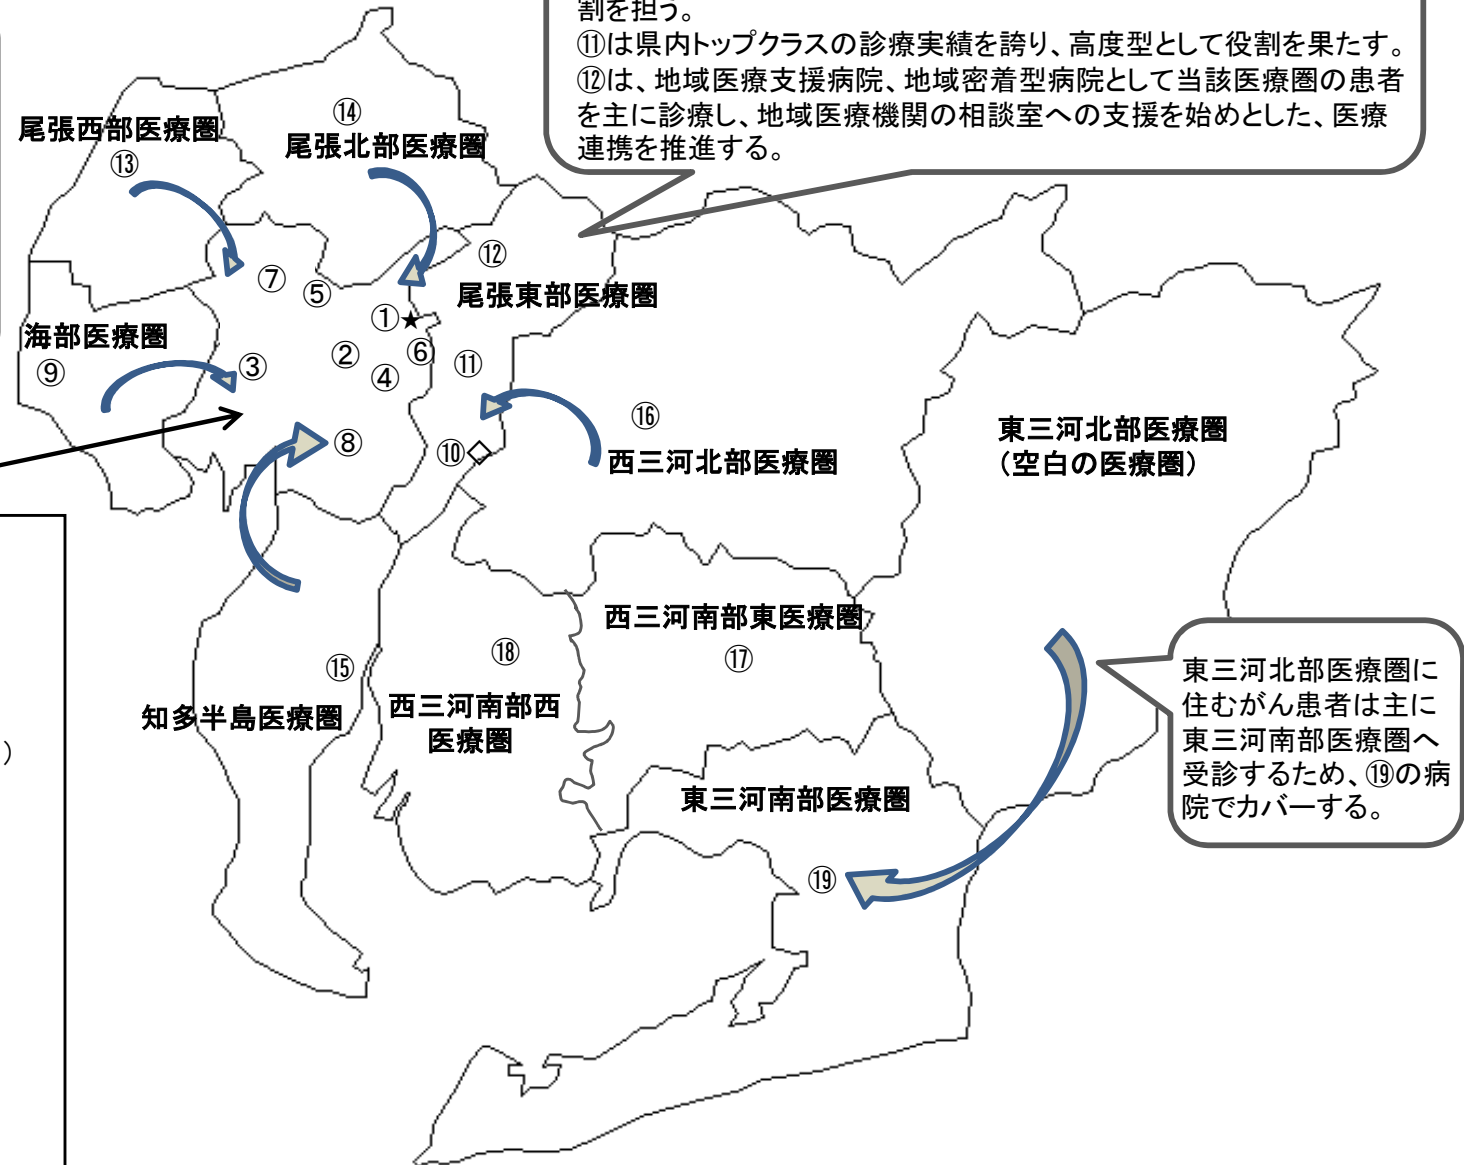 割を担う。
⑪は県内トップクラスの診療実績を誇り、高度型として役割を果たす。
⑫は、地域医療支援病院、地域密着型病院として当該医療圏の患者
を主に診療し、地域医療機関の相談室への支援を始めとした、医療
連携を推進する。
⑭
尾張西部医療圏
尾張北部医療圏
⑬
⑫
⑦
⑤
尾張東部医療圏
①★
海部医療圏
②
⑥
③
⑪
⑨
④
⑯
東三河北部医療圏
(空白の医療圏)
⑧
⑩◇
西三河北部医療圏
西三河南部東医療圏
⑱
⑰
⑮
東三河北部医療圏に
住むがん患者は主に
東三河南部医療圏へ
受診するため、⑲の病
院でカバーする。
知多半島医療圏
西三河南部西
医療圏
)
東三河南部医療圏
⑲